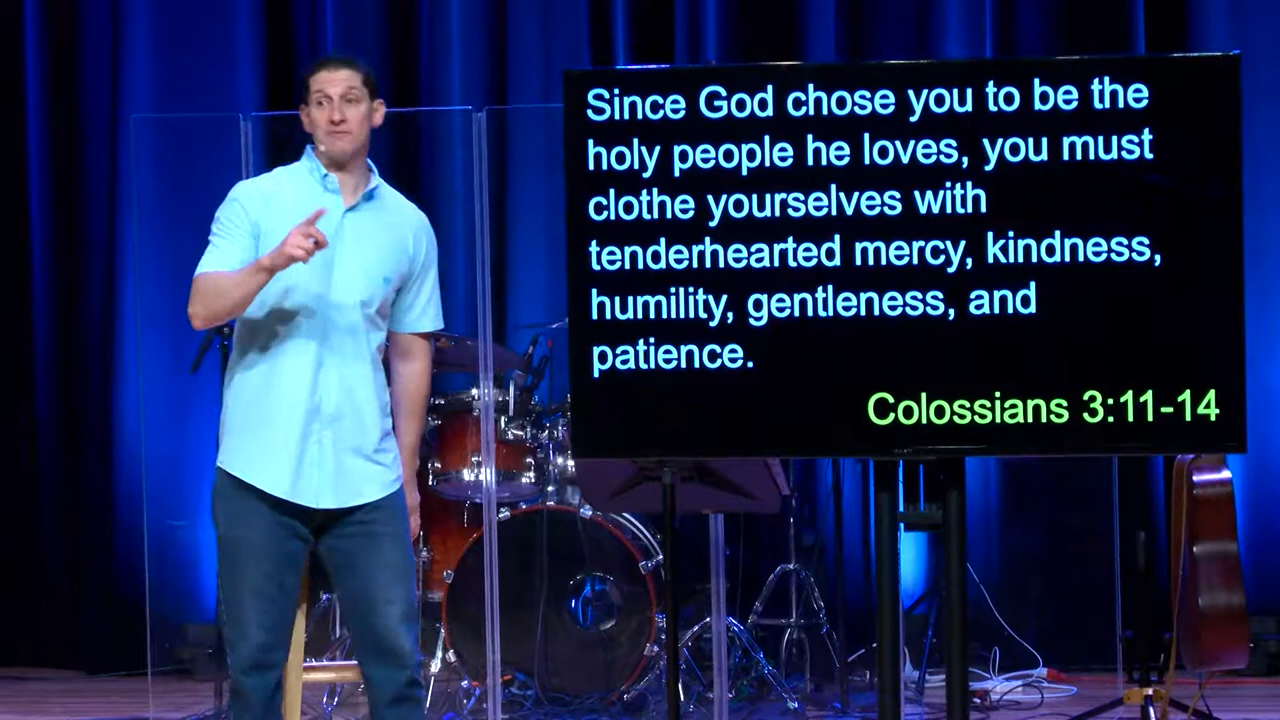 Since God chose you to be the
holy people he loves, you must
clothe yourselves with
tenderhearted mercy, kindness,
humility, gentleness, and
patience.
Colossians 3:11-14